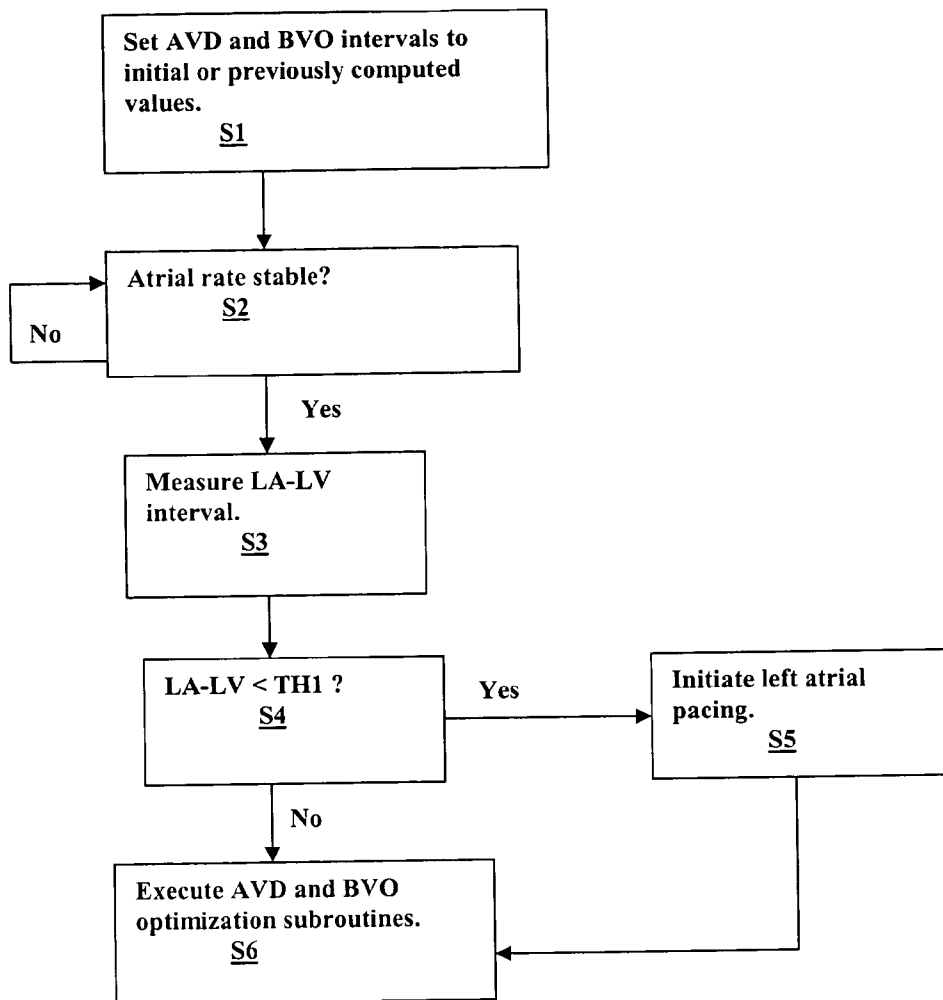 Set AVD and BVO intervals to
initial or previously computed
values.
S1
Atrial rate stable?
S2
No
Yes
Measure LA-LV
interval.
S3
LA-LV < TH1 ?
S4
Yes
Initiate left atrial
pacing.
S5
No
Execute AVD and BVO
optimization subroutines.
S6